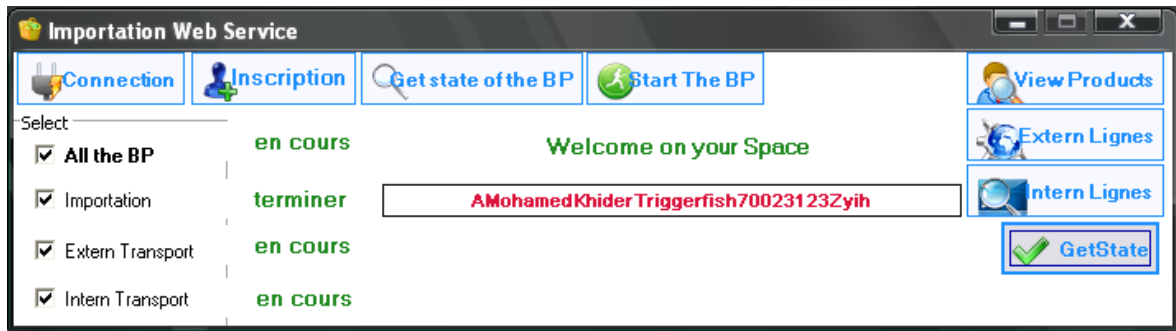 Importation Web Service
Connection Inscription Get state of the BP Start The BP View Products
Select
All the BP en cours Welcome on your Space Extern Lignes
Importation terminer AMohamedKhiderTriggerfish70023123Zyih Intern Lignes
Extern Transport en cours GetState
Intern Transport en cours